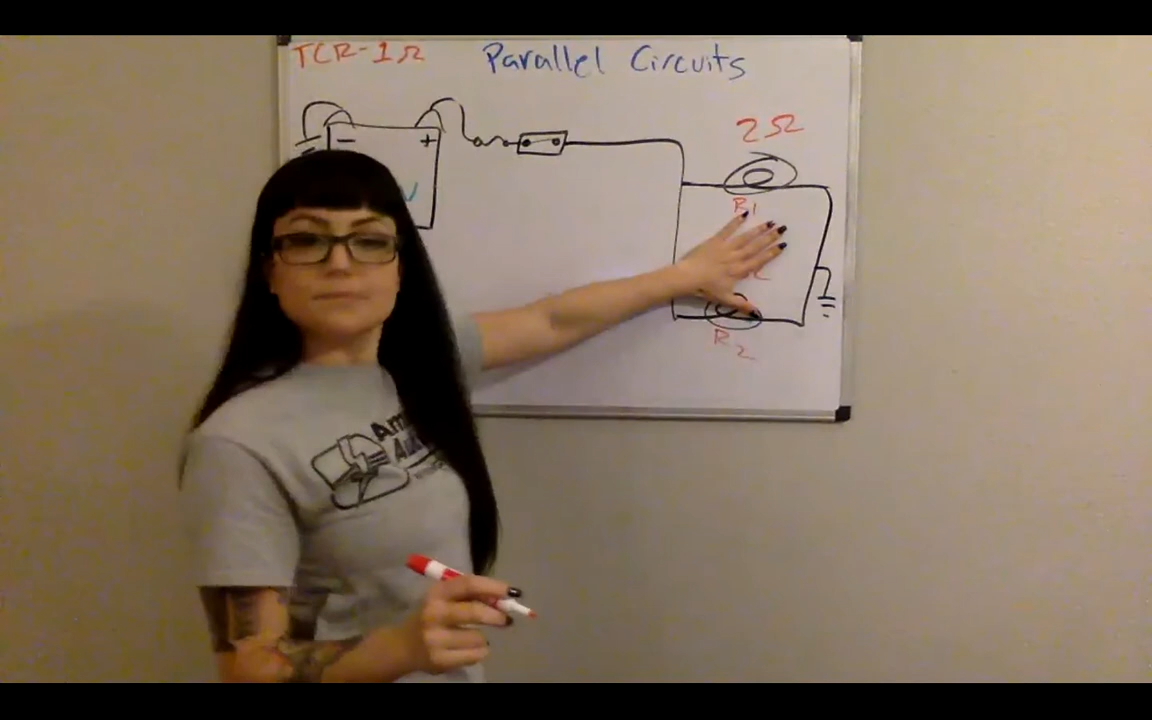 TCR-1Ω
Parallel Circuits
2Ω
- +
R1
R2